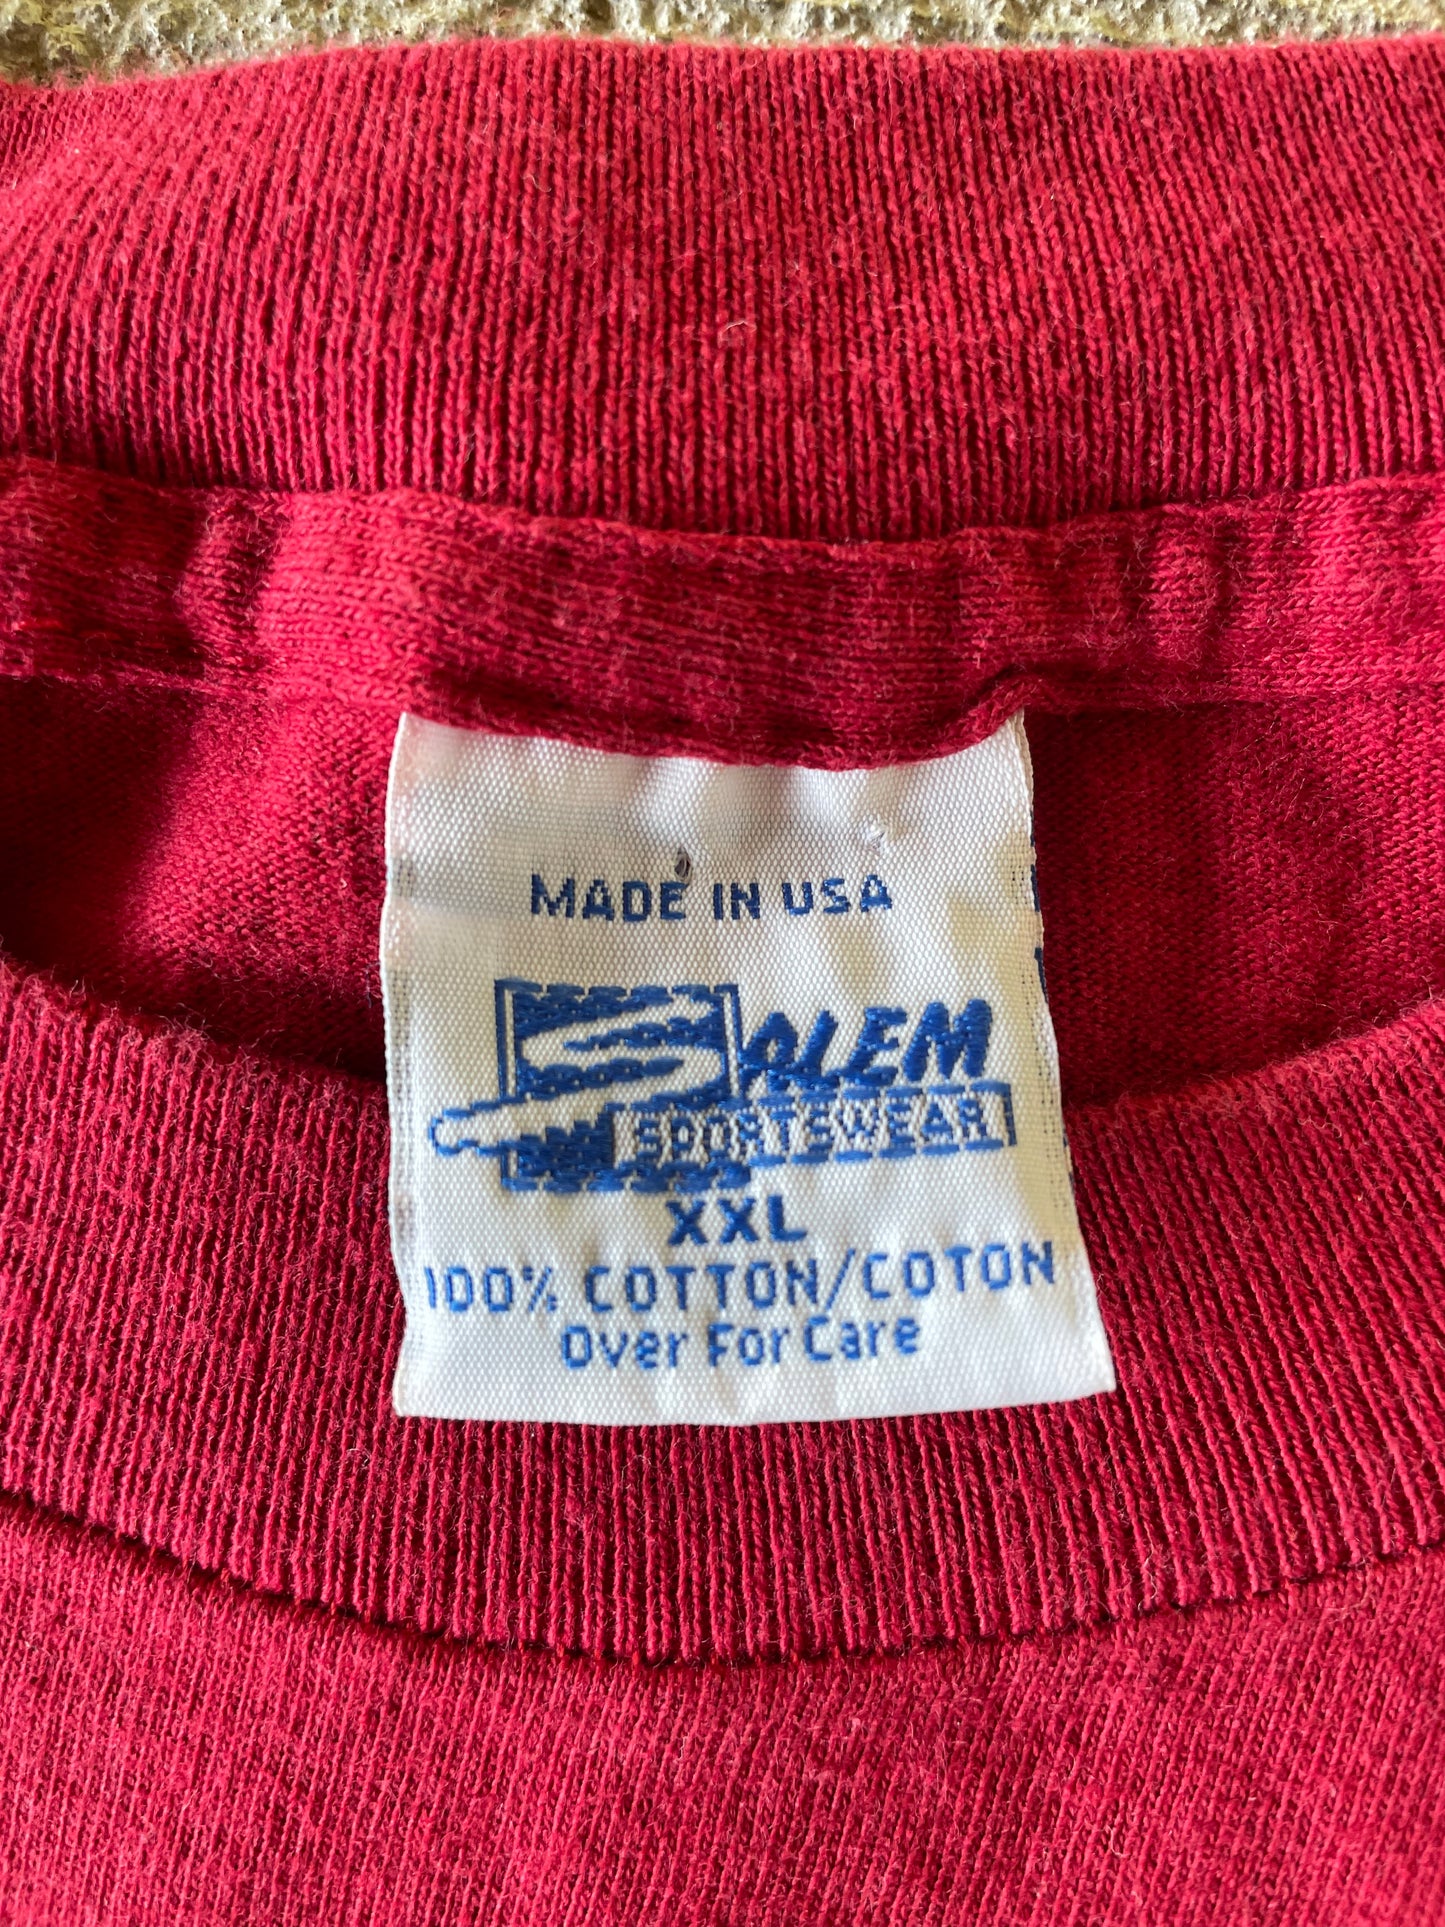 MADE IN USA
SALEM
SPORTSWEAR
XXL
100% COTTON/COTON
Over For Care